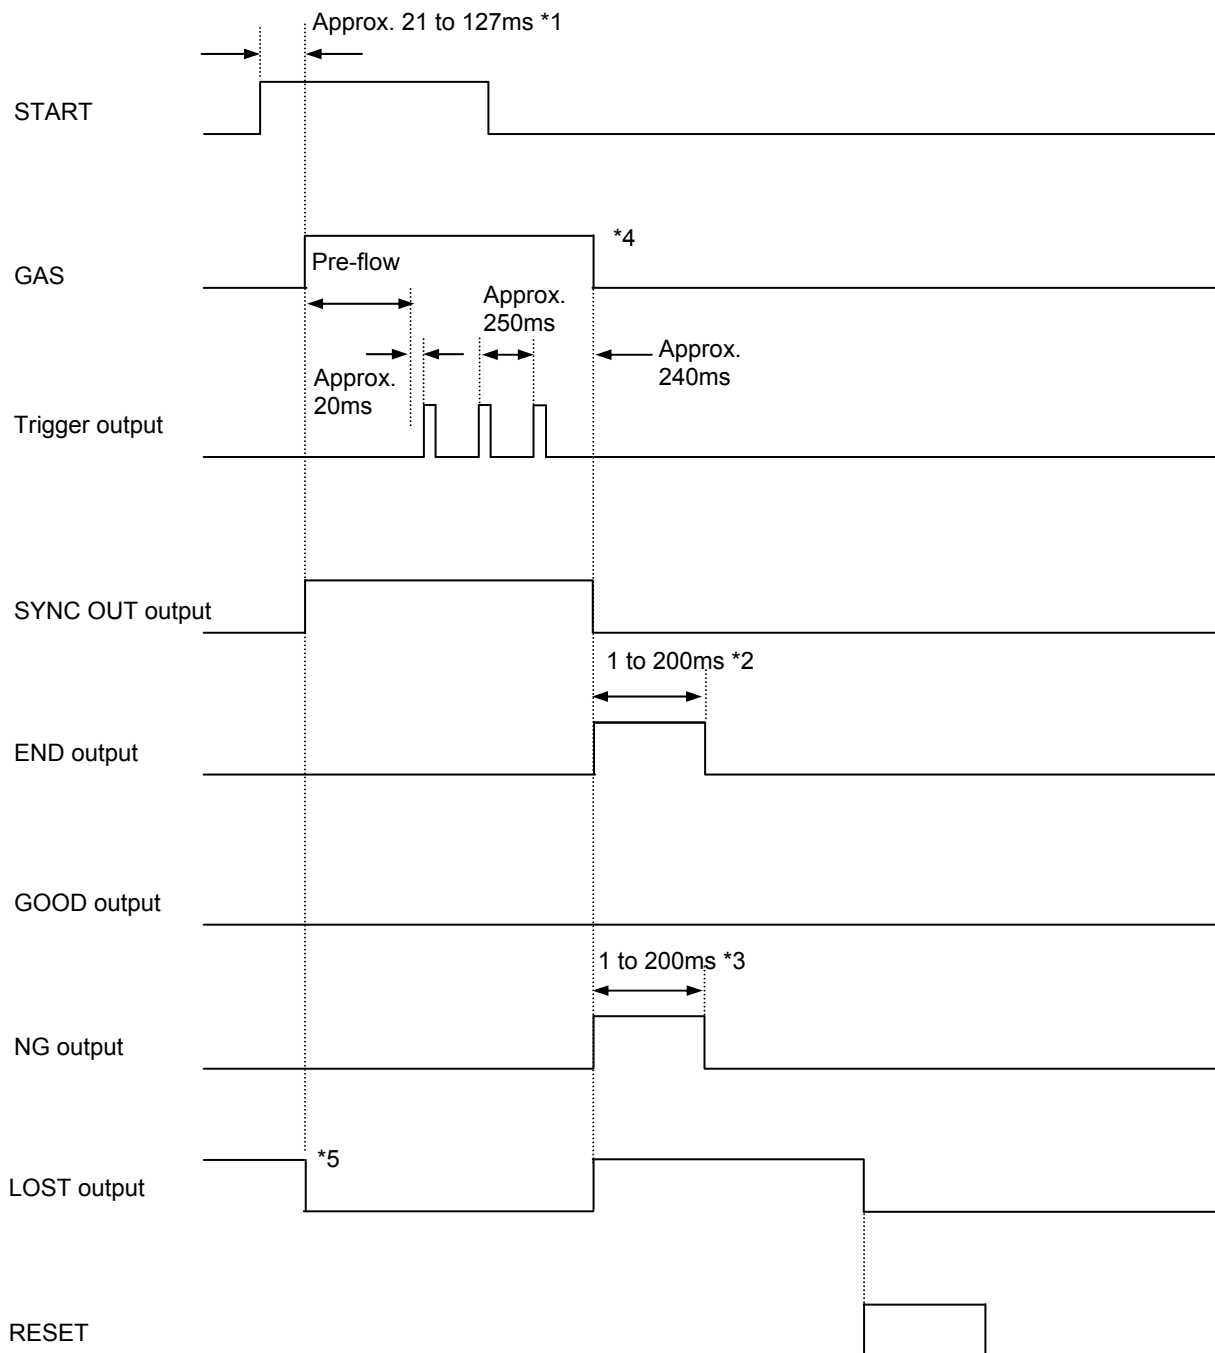 Approx. 21 to 127ms *1
START
*4
Pre-flow
GAS
Approx.
250ms
Approx.
240ms
Approx.
20ms
Trigger output
SYNC OUT output
1 to 200ms *2
END output
GOOD output
1 to 200ms *3
NG output
*5
LOST output
RESET